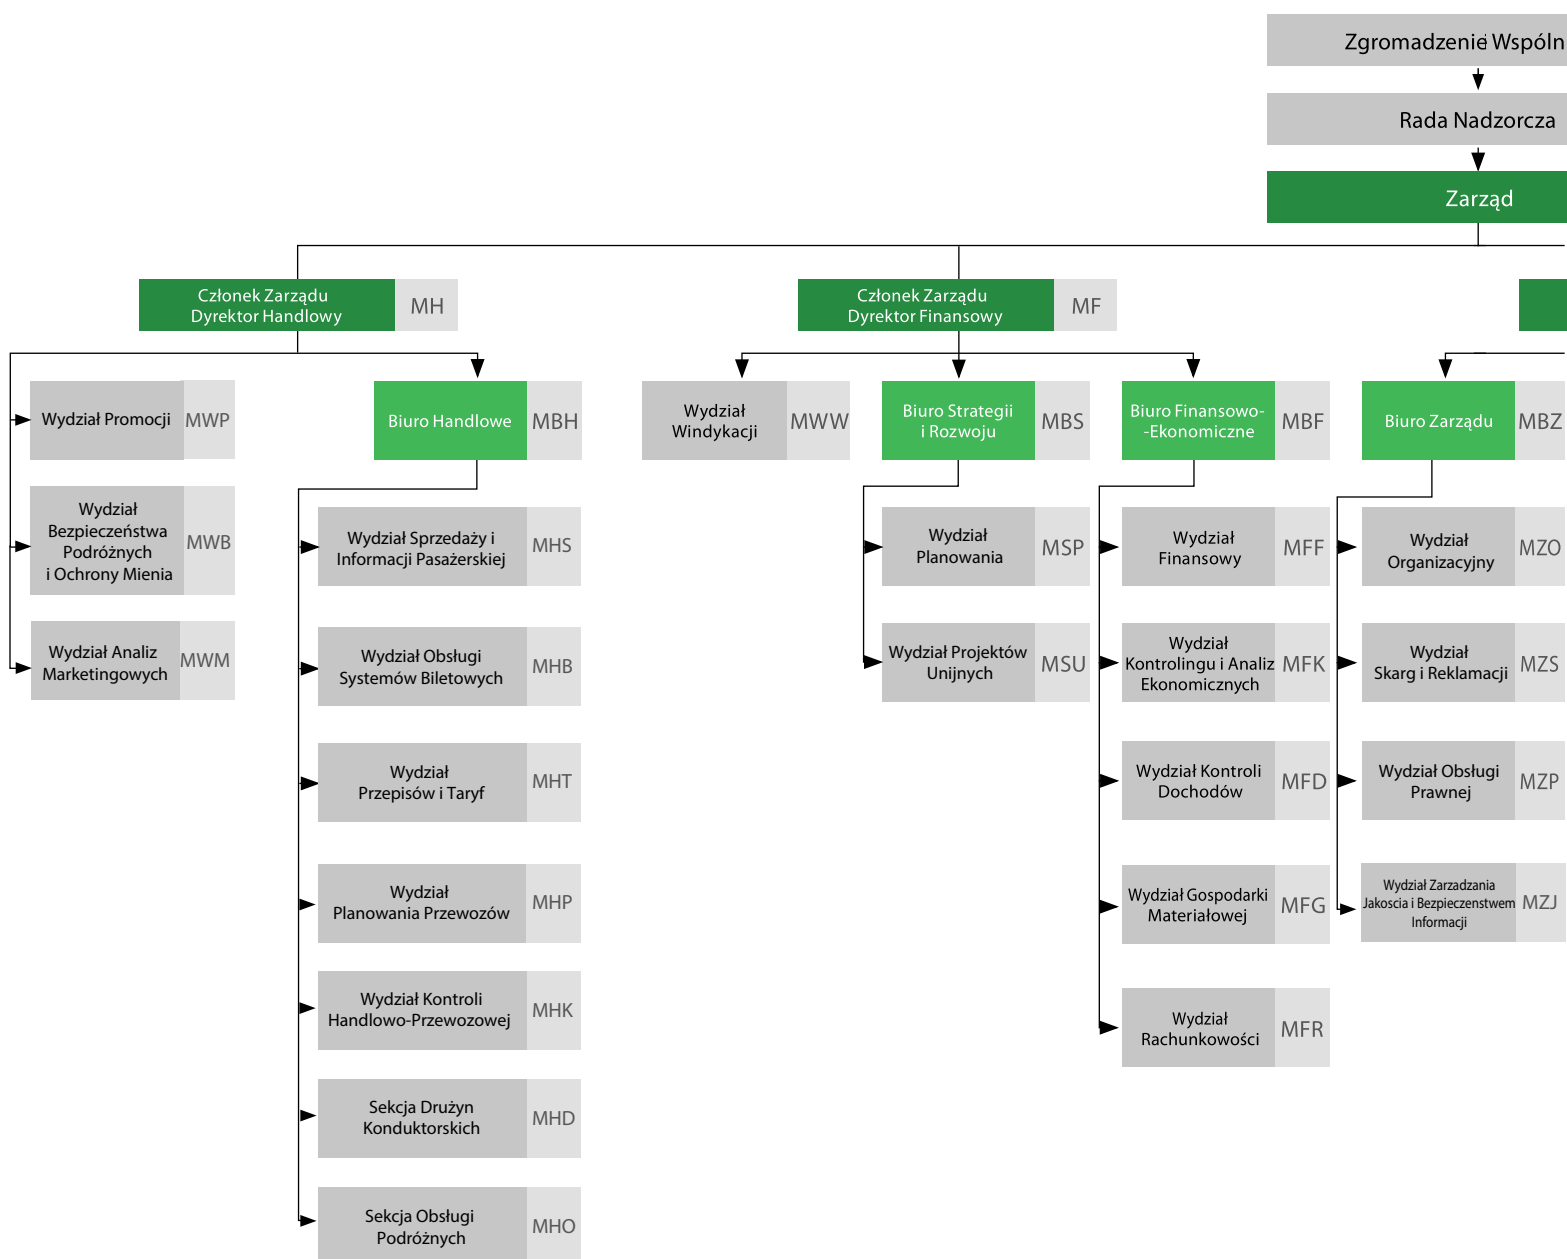 Zgromadzenie Wspóln
Rada Nadzorcza
Zarząd
Członek Zarządu
Dyrektor Handlowy
MH
Członek Zarządu
Dyrektor Finansowy
MF
Wydział Promocji
MWP
Wydział
Bezpieczeństwa
Podróżnych
i Ochrony Mienia
MWB
Wydział Analiz
Marketingowych
MWM
Biuro Handlowe
MBH
Wydział Sprzedaży i
Informacji Pasażerskiej
MHS
Wydział Obsługi
Systemów Biletowych
MHB
Wydział
Przepisów i Taryf
MHT
Wydział
Planowania Przewozów
MHP
Wydział Kontroli
Handlowo-Przewozowej
MHK
Sekcja Drużyn
Konduktorskich
MHD
Sekcja Obsługi
Podróżnych
MHO
Wydział
Windykacji
MWW
Biuro Strategii
i Rozwoju
MBS
Wydział
Planowania
MSP
Wydział Projektów
Unijnych
MSU
Biuro Finansowo-
-Ekonomiczne
MBF
Wydział
Finansowy
MFF
Wydział
Kontrolingu i Analiz
Ekonomicznych
MFK
Wydział Kontroli
Dochodów
MFD
Wydział Gospodarki
Materiałowej
MFG
Wydział
Rachunkowości
MFR
Biuro Zarządu
MBZ
Wydział
Organizacyjny
MZO
Wydział
Skarg i Reklamacji
MZS
Wydział Obsługi
Prawnej
MZP
Wydział Zarzadzania
Jakoscia i Bezpieczenstwem
Informacji
MZJ